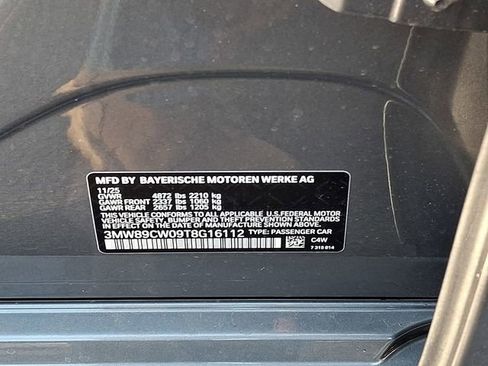 MFD BY BAYERISCHE MOTOREN WERKE AG
11/25
GVWR 4872 lbs 2210 kg
GAWR FRONT 2337 lbs 1060 kg
GAWR REAR 2657 lbs 1205 kg
THIS VEHICLE CONFORMS TO ALL APPLICABLE U.S.FEDERAL MOTOR
VEHICLE SAFETY, BUMPER, AND THEFT PREVENTION STANDARDS
IN EFFECT ON THE DATE OF MANUFACTURE SHOWN ABOVE.
3MW89CW09T8G16112 TYPE: PASSENGER CAR
C4W
7 318 814